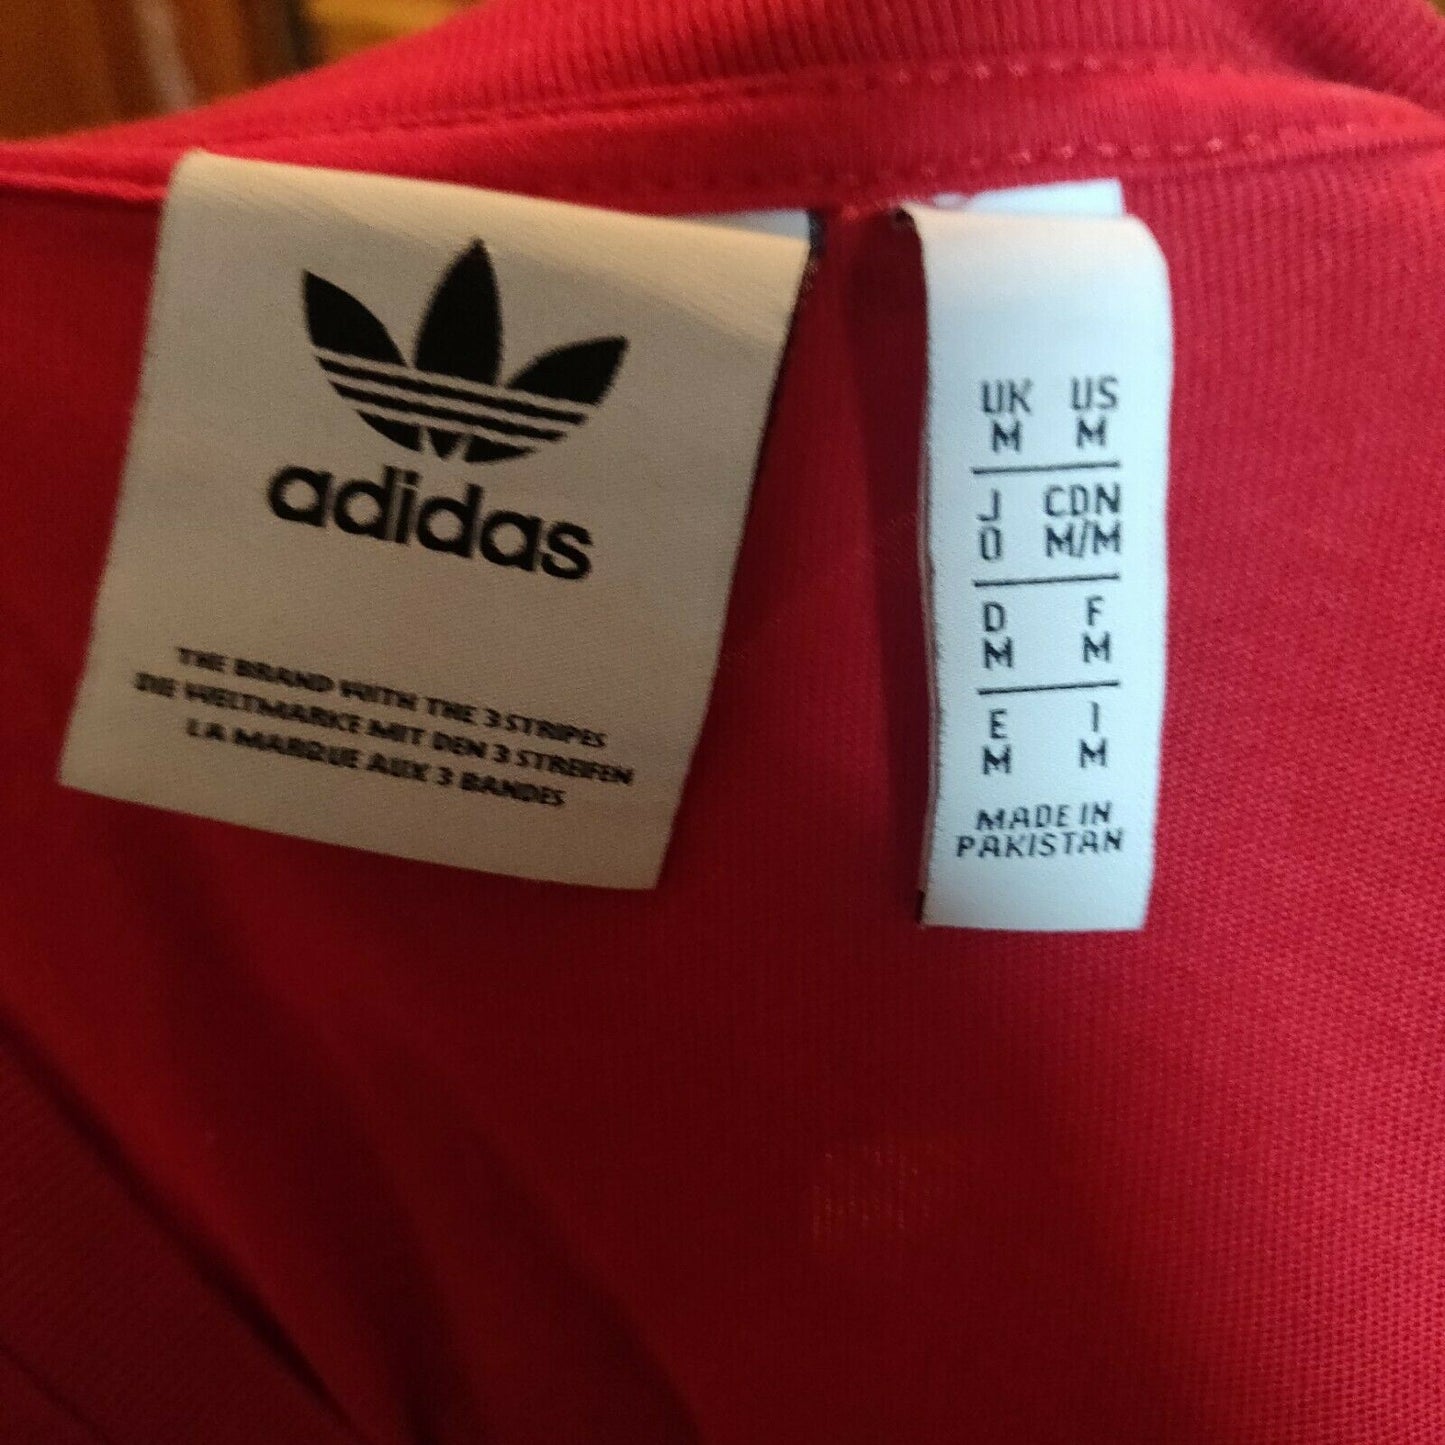 adidas
THE BRAND WITH THE 3 STRIPES
DIE WELTMARKE MIT DEN 3 STREIFEN
LA MARQUE AUX 3 BANDES
UK US
M M
J CDN
O M/M
D F
M M
E I
M M
MADE IN
PAKISTAN